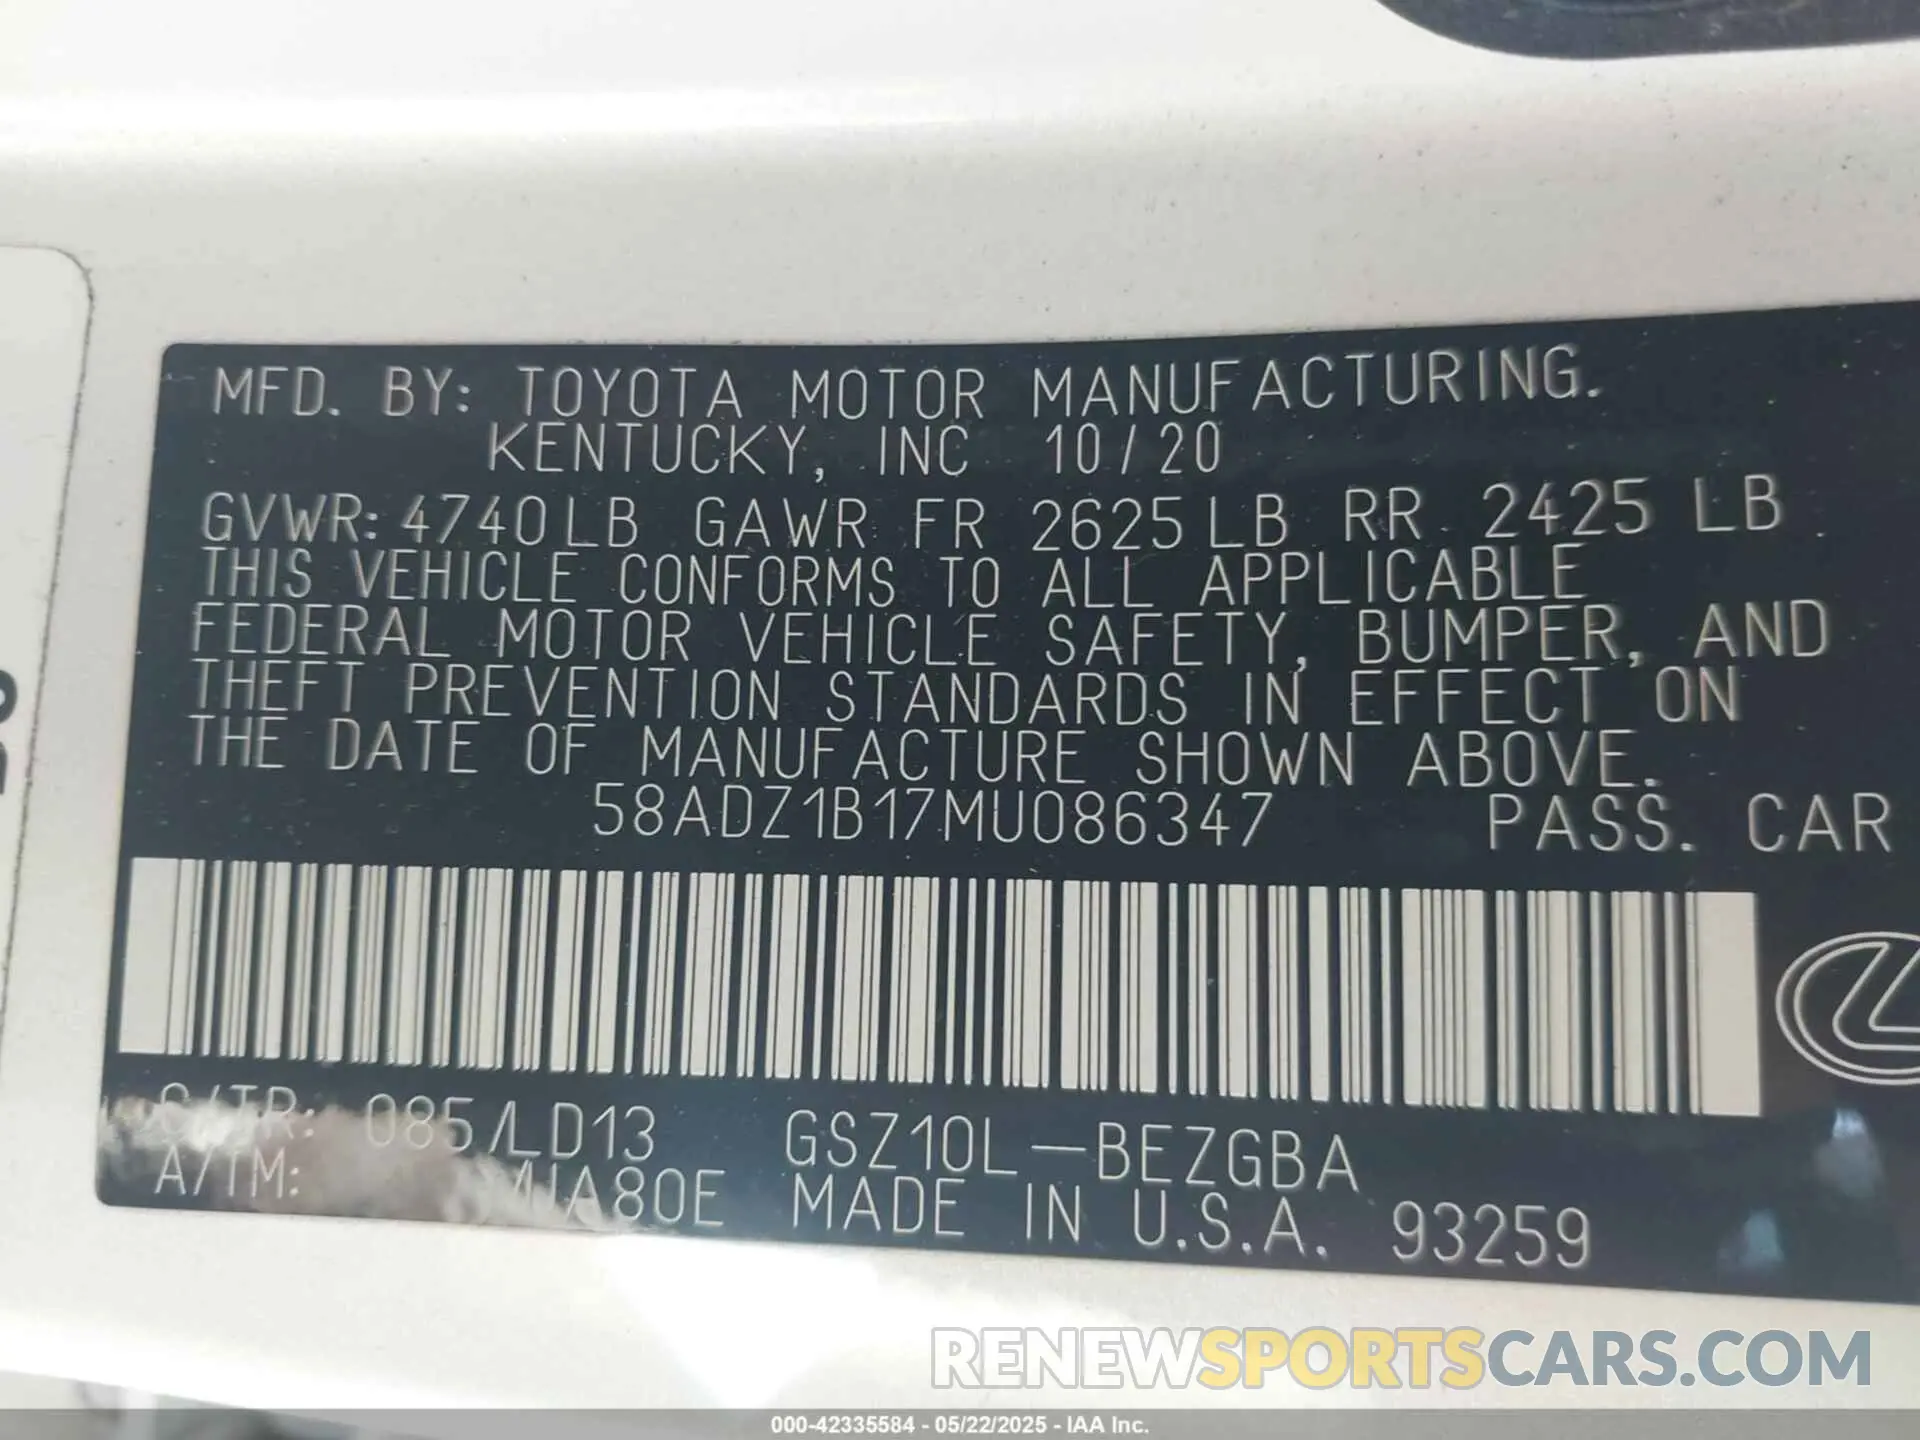 MFD. BY: TOYOTA MOTOR MANUFACTURING.
KENTUCKY, INC 10/20
GVWR: 4740LB GAWR FR 2625LB RR 2425 LB
THIS VEHICLE CONFORMS TO ALL APPLICABLE
FEDERAL MOTOR VEHICLE SAFETY, BUMPER, AND
THEFT PREVENTION STANDARDS IN EFFECT ON
THE DATE OF MANUFACTURE SHOWN ABOVE.
58ADZ1B17MU086347 PASS. CAR
C/TR: 085/LD13 GSZ10L-BEZGBA
A/TM: UA80E MADE IN U.S.A. 93259
RENEWSPORTSCARS.COM
000-42335584 - 05/22/2025 - IAA Inc.